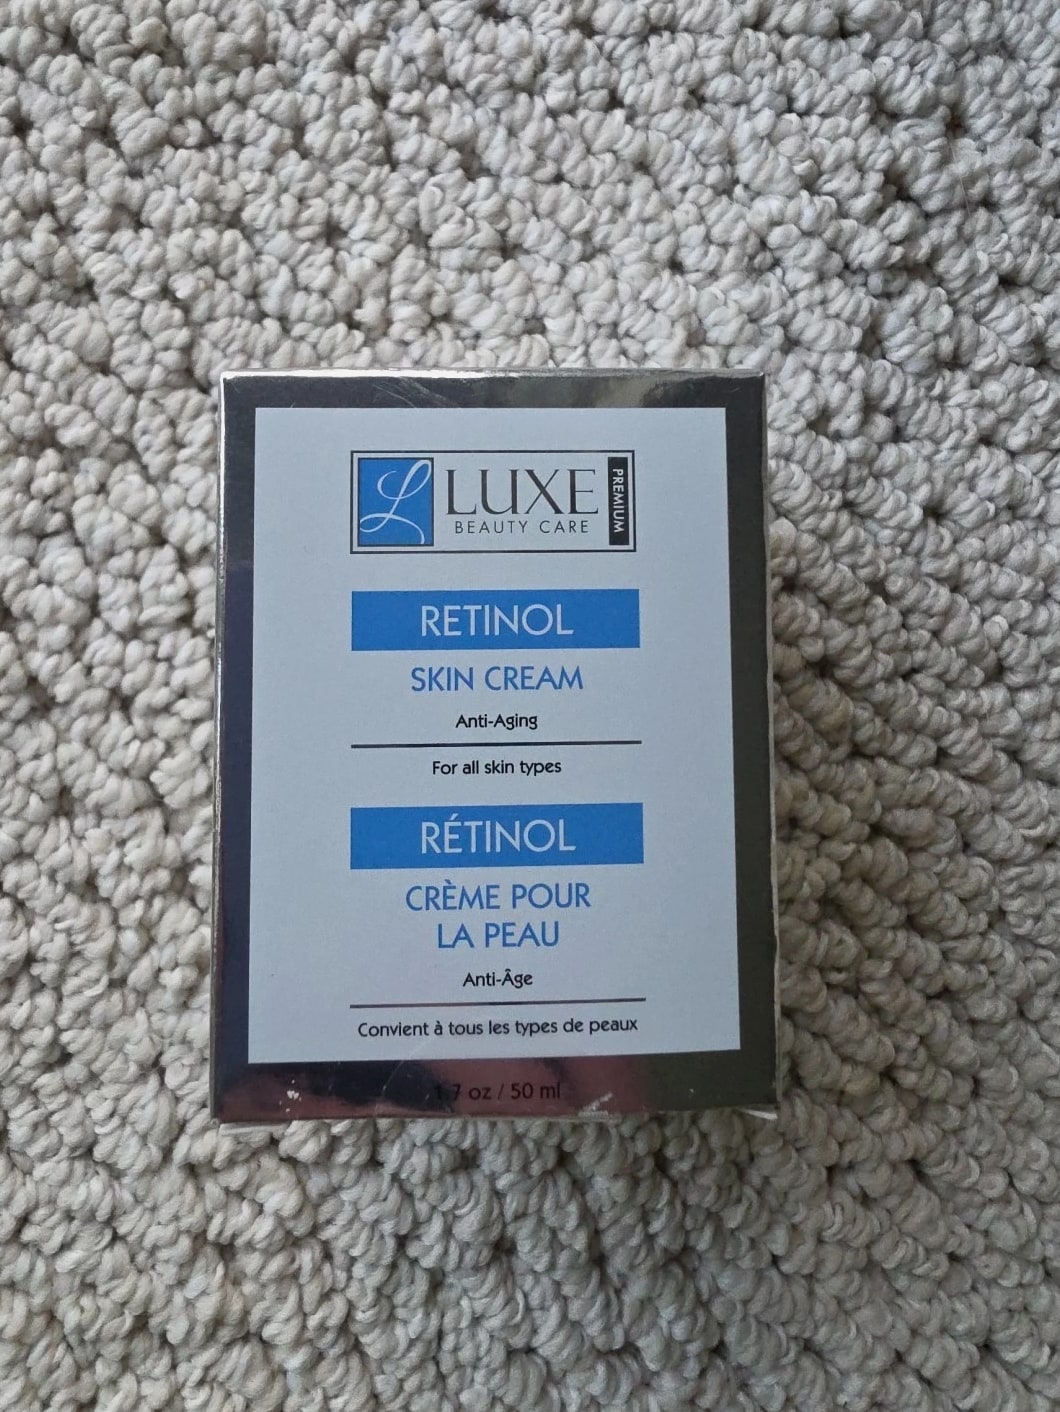 L LUXE PREMIUM
BEAUTY CARE
RETINOL
SKIN CREAM
Anti-Aging
For all skin types
RÉTINOL
CRÈME POUR
LA PEAU
Anti-Âge
Convient à tous les types de peaux
1.7 oz / 50 ml